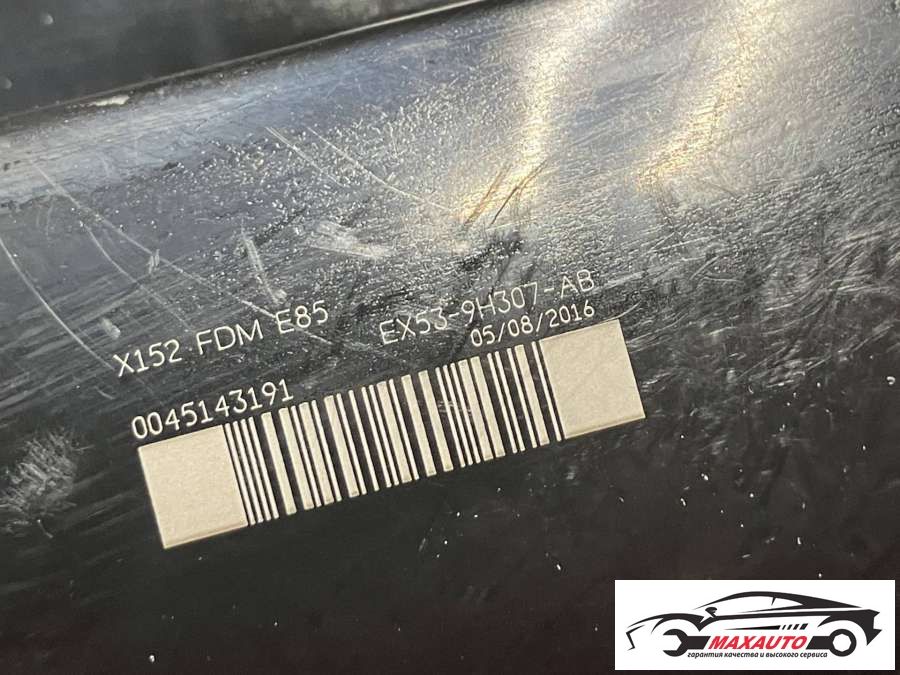 X152 FDM E85 EX53-9H307-AB
05/08/2016
0045143191
MAXAUTO
гарантия качества и высокого сервиса